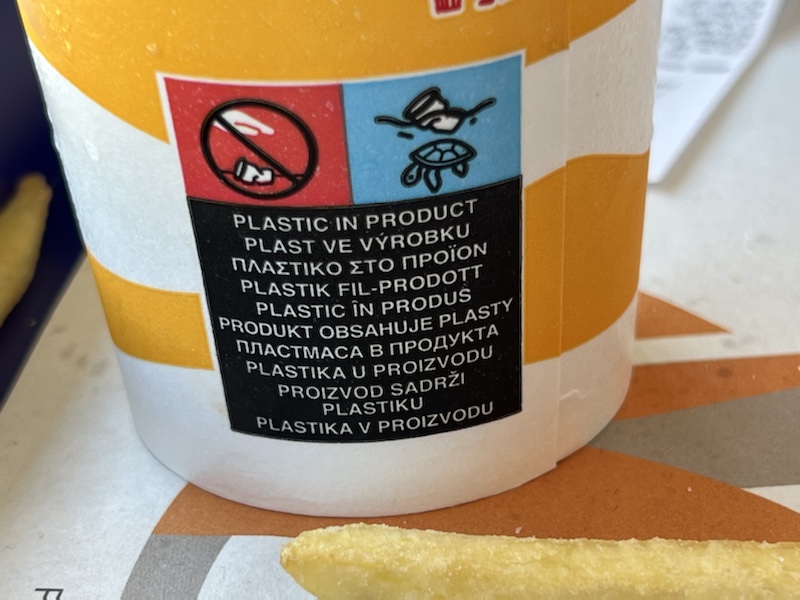 PLASTIC IN PRODUCT
PLAST VE VÝROBKU
ΠΛΑΣΤΙΚΟ ΣΤΟ ΠΡΟΪΟΝ
PLASTIK FIL-PRODOTT
PLASTIC ÎN PRODUS
PRODUKT OBSAHUJE PLASTY
ПЛАСТМАСА В ПРОДУКТА
PLASTIKA U PROIZVODU
PROIZVOD SADRŽI
PLASTIKU
PLASTIKA V PROIZVODU